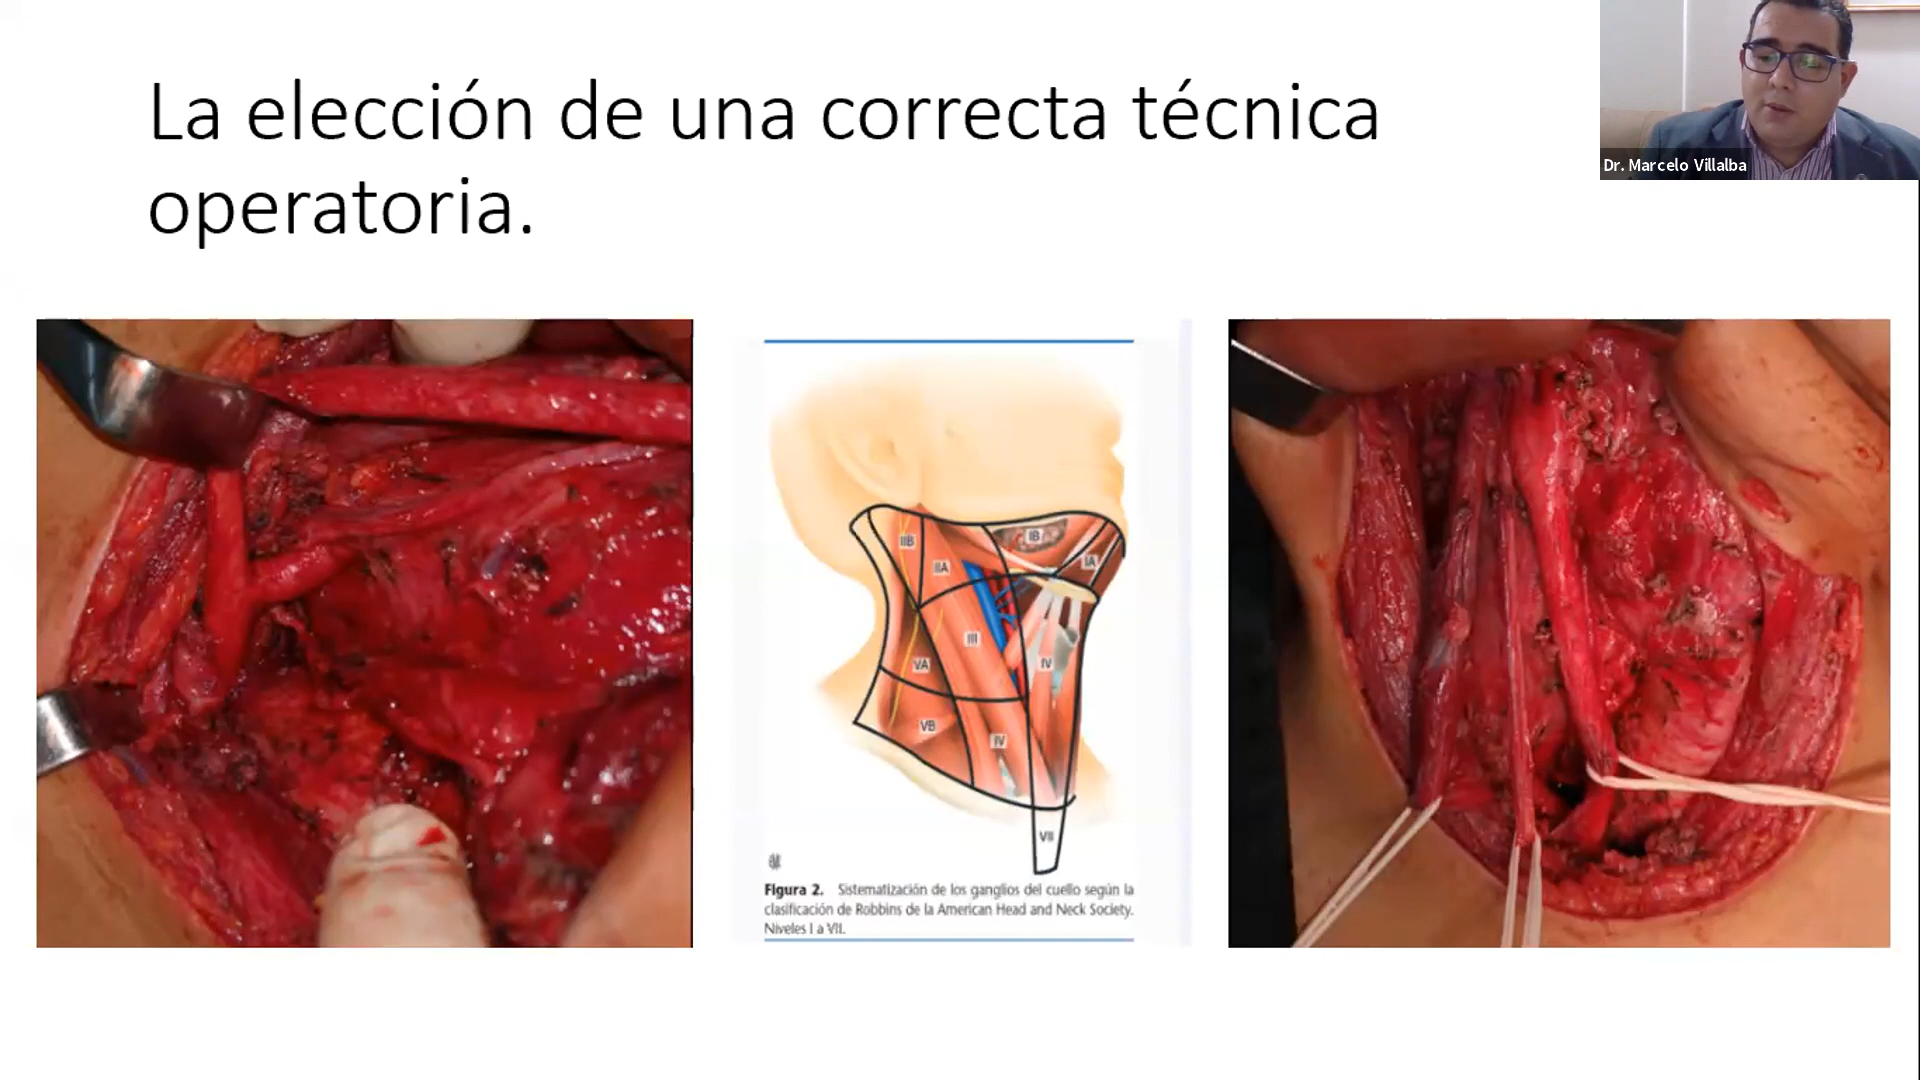 La elección de una correcta técnica
operatoria.
Dr. Marcelo Villalba
IIB
IB
IIA
IA
III
VA
IV
VB
IV
VII
Figura 2. Sistematización de los ganglios del cuello según la
clasificación de Robbins de la American Head and Neck Society.
Niveles I a VII.